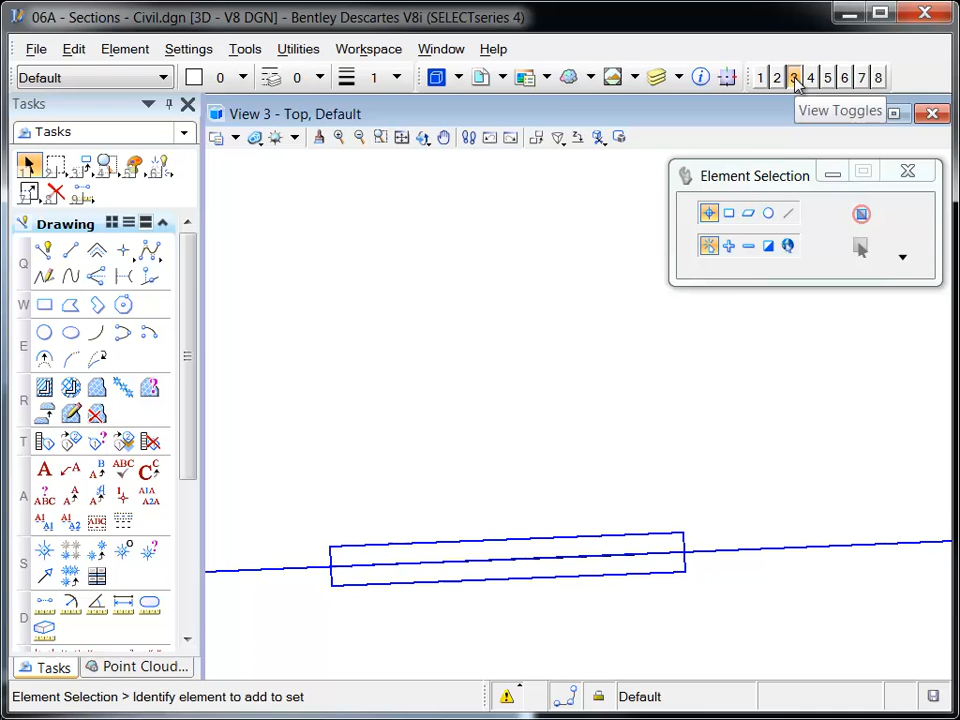 06A - Sections - Civil.dgn [3D - V8 DGN] - Bentley Descartes V8i (SELECTseries 4)
File Edit Element Settings Tools Utilities Workspace Window Help
Default 0 0 1 1 2 3 4 5 6 7 8
View Toggles
Tasks
View 3 - Top, Default
Tasks
Element Selection
Drawing
Q
W
E
R
T
A
S
D
Tasks Point Cloud...
Element Selection > Identify element to add to set Default